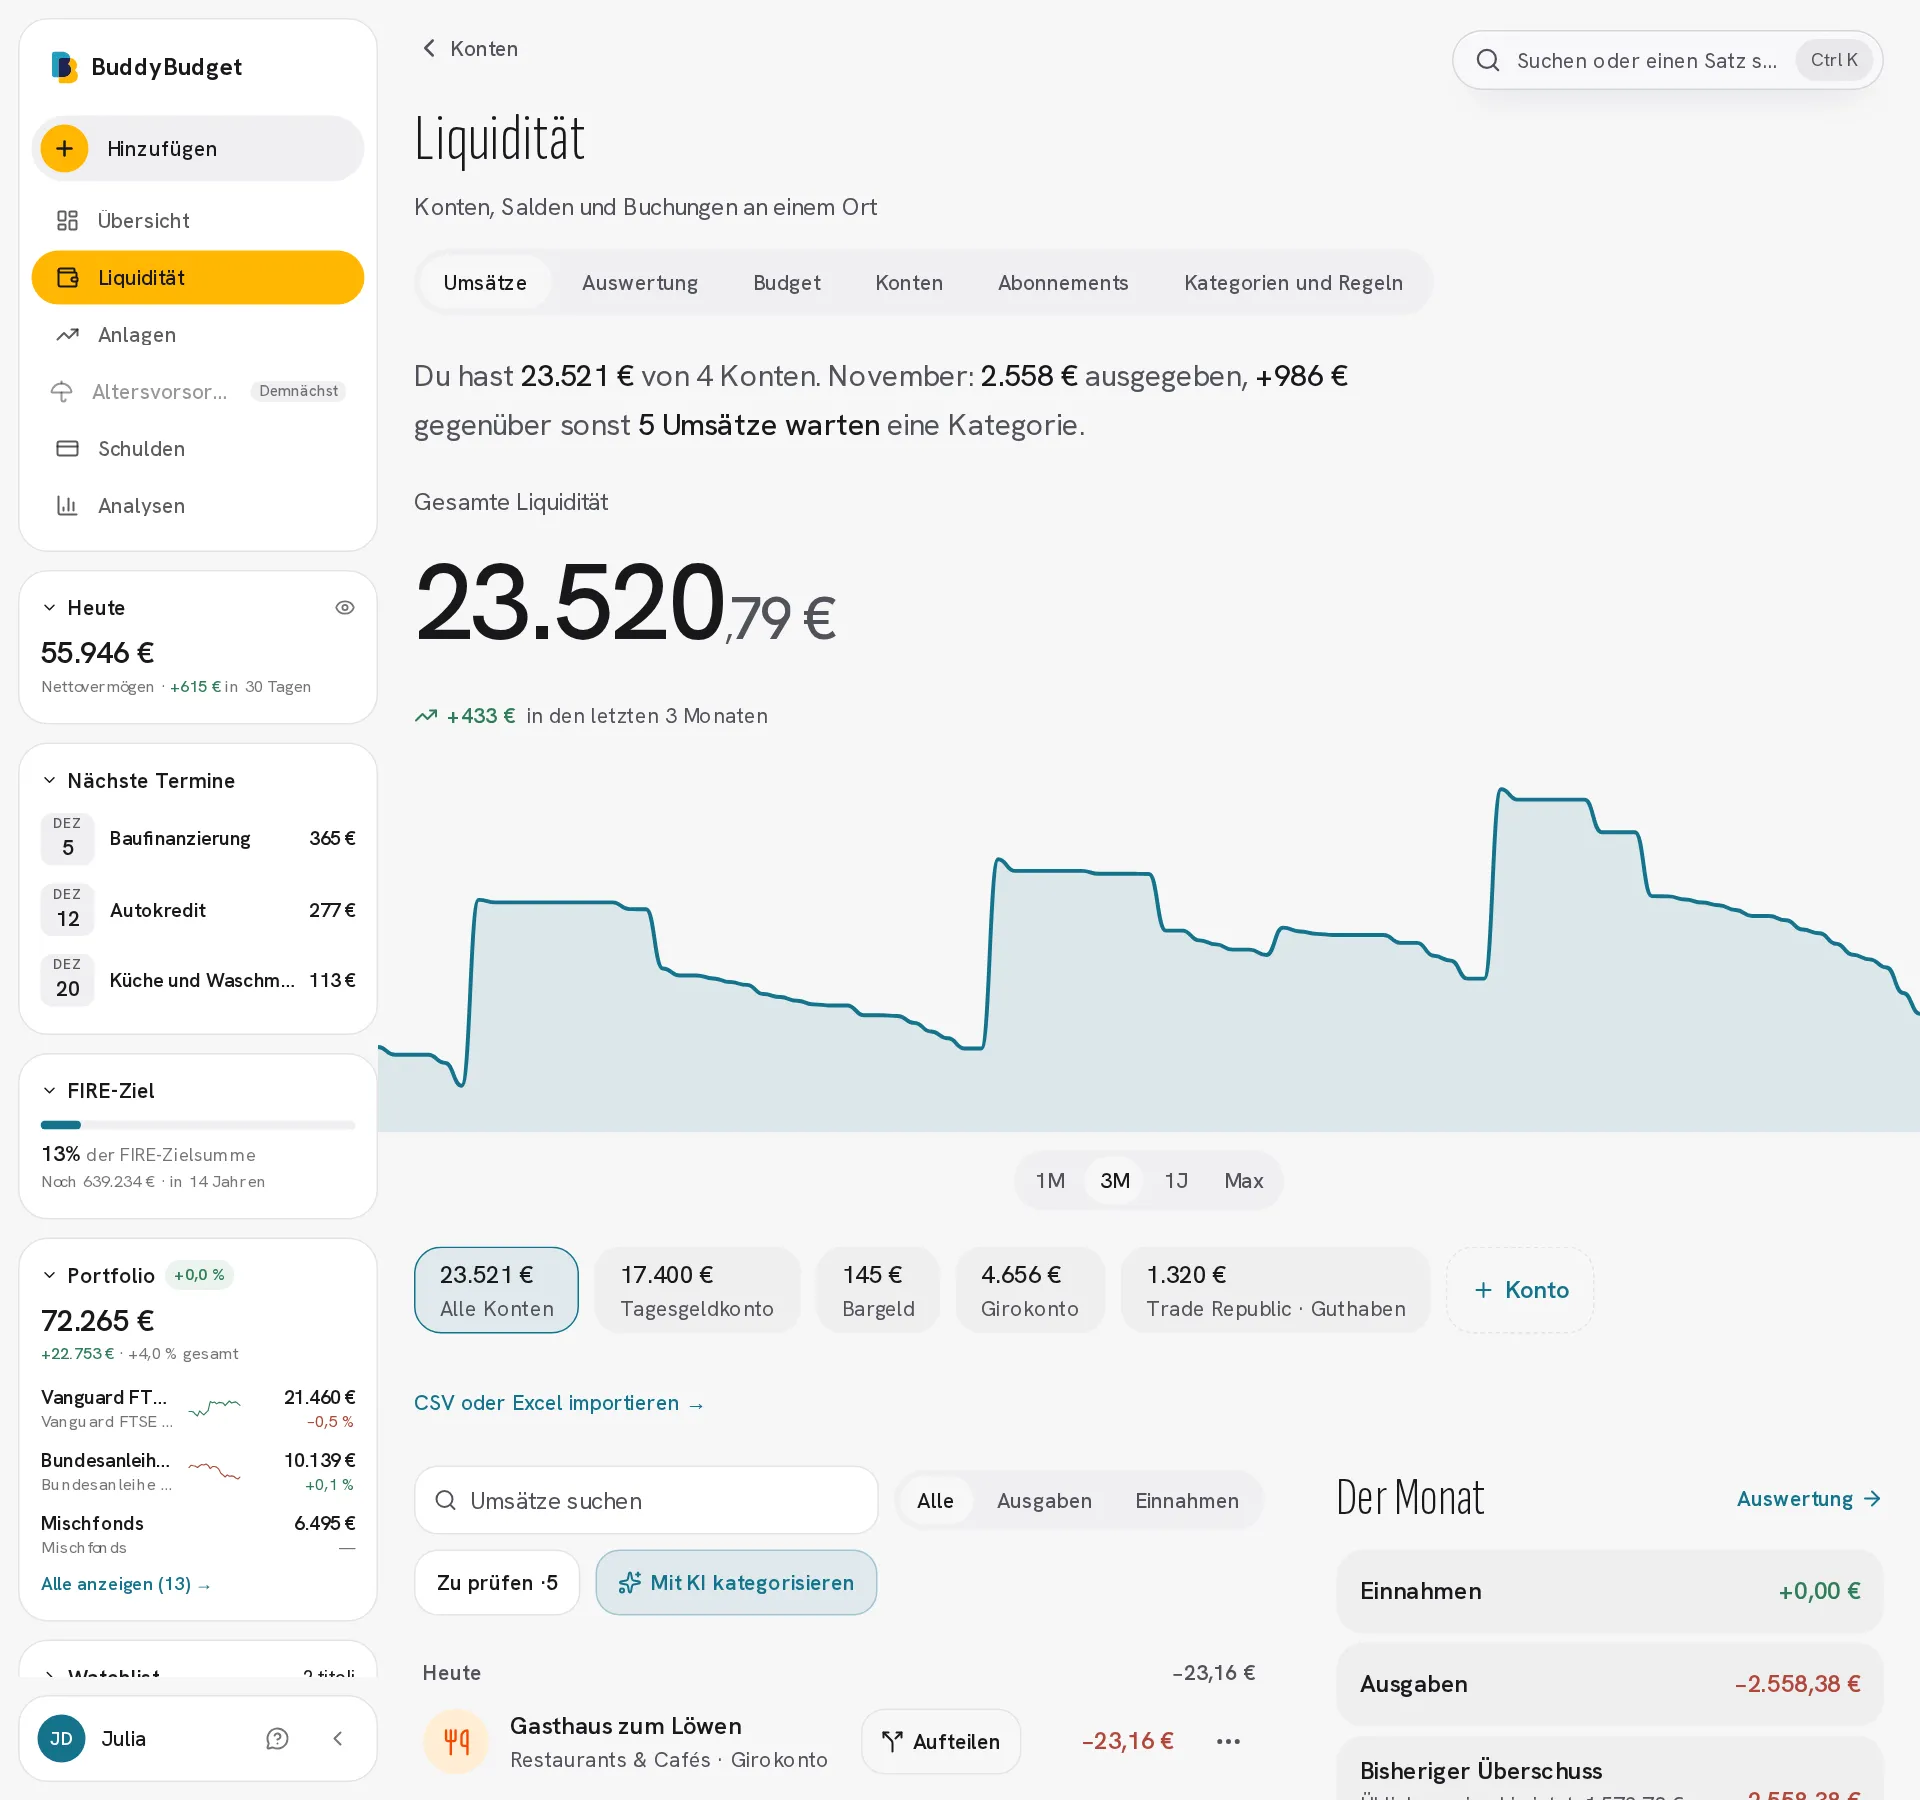 BuddyBudget
Hinzufügen
Übersicht
Liquidität
Anlagen
Altersvorsor... Demnächst
Schulden
Analysen
Heute
55.946 €
Nettovermögen · +615 € in 30 Tagen
Nächste Termine
DEZ
5
Baufinanzierung 365 €
DEZ
12
Autokredit 277 €
DEZ
20
Küche und Waschm... 113 €
FIRE-Ziel
13% der FIRE-Zielsumme
Noch 639.234 € · in 14 Jahren
Portfolio +0,0 %
72.265 €
+22.753 € · +4,0 % gesamt
Vanguard FT... 21.460 €
Vanguard FTSE ... −0,5 %
Bundesanleih... 10.139 €
Bundesanleihe ... +0,1 %
Mischfonds 6.495 €
Mischfonds —
Alle anzeigen (13) →
Watchlist 2 titoli
JD Julia
Konten
Suchen oder einen Satz s... Ctrl K
Liquidität
Konten, Salden und Buchungen an einem Ort
Umsätze Auswertung Budget Konten Abonnements Kategorien und Regeln
Du hast 23.521 € von 4 Konten. November: 2.558 € ausgegeben, +986 €
gegenüber sonst 5 Umsätze warten eine Kategorie.
Gesamte Liquidität
23.520,79 €
+433 € in den letzten 3 Monaten
1M 3M 1J Max
23.521 €
Alle Konten
17.400 €
Tagesgeldkonto
145 €
Bargeld
4.656 €
Girokonto
1.320 €
Trade Republic · Guthaben
+ Konto
CSV oder Excel importieren →
Umsätze suchen
Alle Ausgaben Einnahmen
Zu prüfen ·5 Mit KI kategorisieren
Heute −23,16 €
Gasthaus zum Löwen
Restaurants & Cafés · Girokonto
Aufteilen −23,16 €
Der Monat Auswertung →
Einnahmen +0,00 €
Ausgaben −2.558,38 €
Bisheriger Überschuss
−2.558,38 €